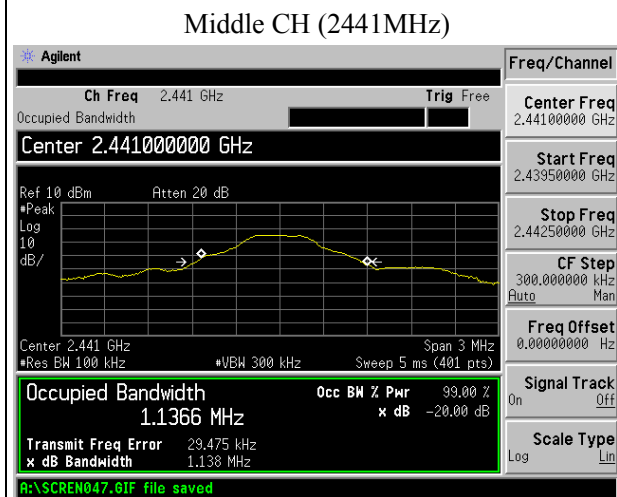 Middle CH (2441MHz)
Agilent
Freq/Channel
Ch Freq 2.441 GHz Trig Free
Occupied Bandwidth
Center 2.441000000 GHz
Ref 10 dBm Atten 20 dB
#Peak
Log
10
dB/
Center 2.441 GHz Span 3 MHz
#Res BW 100 kHz #VBW 300 kHz Sweep 5 ms (401 pts)
Occupied Bandwidth Occ BW % Pwr 99.00 %
1.1366 MHz x dB -20.00 dB
Transmit Freq Error 29.475 kHz
x dB Bandwidth 1.138 MHz
A:\SCREN047.GIF file saved
Center Freq
2.44100000 GHz
Start Freq
2.43950000 GHz
Stop Freq
2.44250000 GHz
CF Step
300.000000 kHz
Auto Man
Freq Offset
0.00000000 Hz
Signal Track
On Off
Scale Type
Log Lin